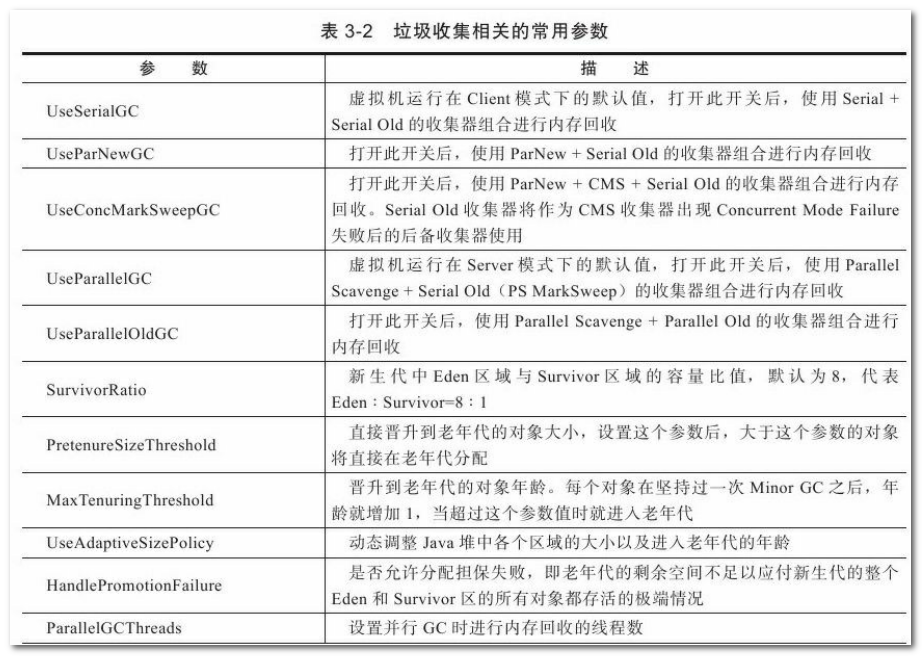 表 3-2 垃圾收集相关的常用参数
参 数 描 述
UseSerialGC
虚拟机运行在 Client 模式下的默认值，打开此开关后，使用 Serial +
Serial Old 的收集器组合进行内存回收
UseParNewGC
打开此开关后，使用 ParNew + Serial Old 的收集器组合进行内存回收
UseConcMarkSweepGC
打开此开关后，使用 ParNew + CMS + Serial Old 的收集器组合进行内存
回收。Serial Old 收集器将作为 CMS 收集器出现 Concurrent Mode Failure
失败后的后备收集器使用
UseParallelGC
虚拟机运行在 Server 模式下的默认值，打开此开关后，使用 Parallel
Scavenge + Serial Old（PS MarkSweep）的收集器组合进行内存回收
UseParallelOldGC
打开此开关后，使用 Parallel Scavenge + Parallel Old 的收集器组合进行
内存回收
SurvivorRatio
新生代中 Eden 区域与 Survivor 区域的容量比值，默认为 8，代表
Eden：Survivor=8：1
PretenureSizeThreshold
直接晋升到老年代的对象大小，设置这个参数后，大于这个参数的对象
将直接在老年代分配
MaxTenuringThreshold
晋升到老年代的对象年龄。每个对象在坚持过一次 Minor GC 之后，年
龄就增加 1，当超过这个参数值时就进入老年代
UseAdaptiveSizePolicy
动态调整 Java 堆中各个区域的大小以及进入老年代的年龄
HandlePromotionFailure
是否允许分配担保失败，即老年代的剩余空间不足以应付新生代的整个
Eden 和 Survivor 区的所有对象都存活的极端情况
ParallelGCThreads
设置并行 GC 时进行内存回收的线程数